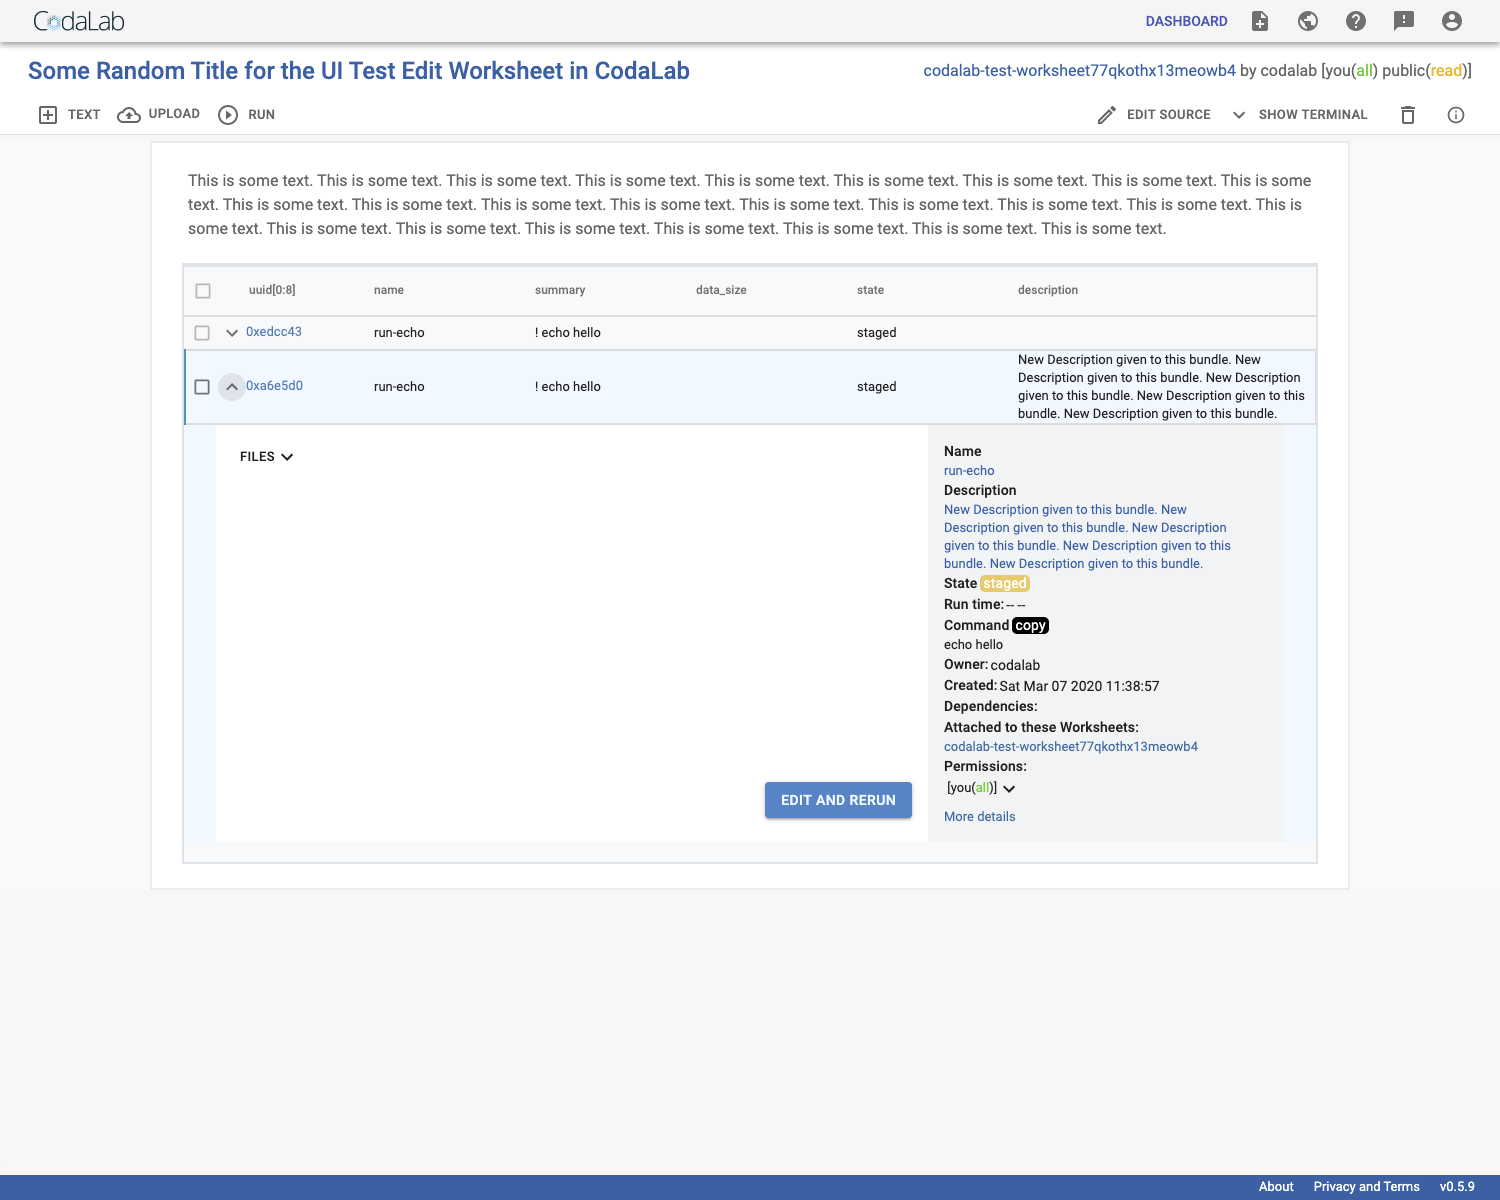 CodaLab
DASHBOARD
Some Random Title for the UI Test Edit Worksheet in CodaLab
codalab-test-worksheet77qkothx13meowb4 by codalab [you(all) public(read)]
TEXT UPLOAD RUN
EDIT SOURCE SHOW TERMINAL
This is some text. This is some text. This is some text. This is some text. This is some text. This is some text. This is some text. This is some text. This is some
text. This is some text. This is some text. This is some text. This is some text. This is some text. This is some text. This is some text. This is some text. This is
some text. This is some text. This is some text. This is some text. This is some text. This is some text. This is some text. This is some text.
uuid[0:8] name summary data_size state description
0xedcc43 run-echo ! echo hello staged
0xa6e5d0 run-echo ! echo hello staged
New Description given to this bundle. New
Description given to this bundle. New Description
given to this bundle. New Description given to this
bundle. New Description given to this bundle.
FILES
Name
run-echo
Description
New Description given to this bundle. New
Description given to this bundle. New Description
given to this bundle. New Description given to this
bundle. New Description given to this bundle.
State staged
Run time: -- --
Command copy
echo hello
Owner: codalab
Created: Sat Mar 07 2020 11:38:57
Dependencies:
Attached to these Worksheets:
codalab-test-worksheet77qkothx13meowb4
Permissions:
[you(all)]
More details
EDIT AND RERUN
About Privacy and Terms v0.5.9